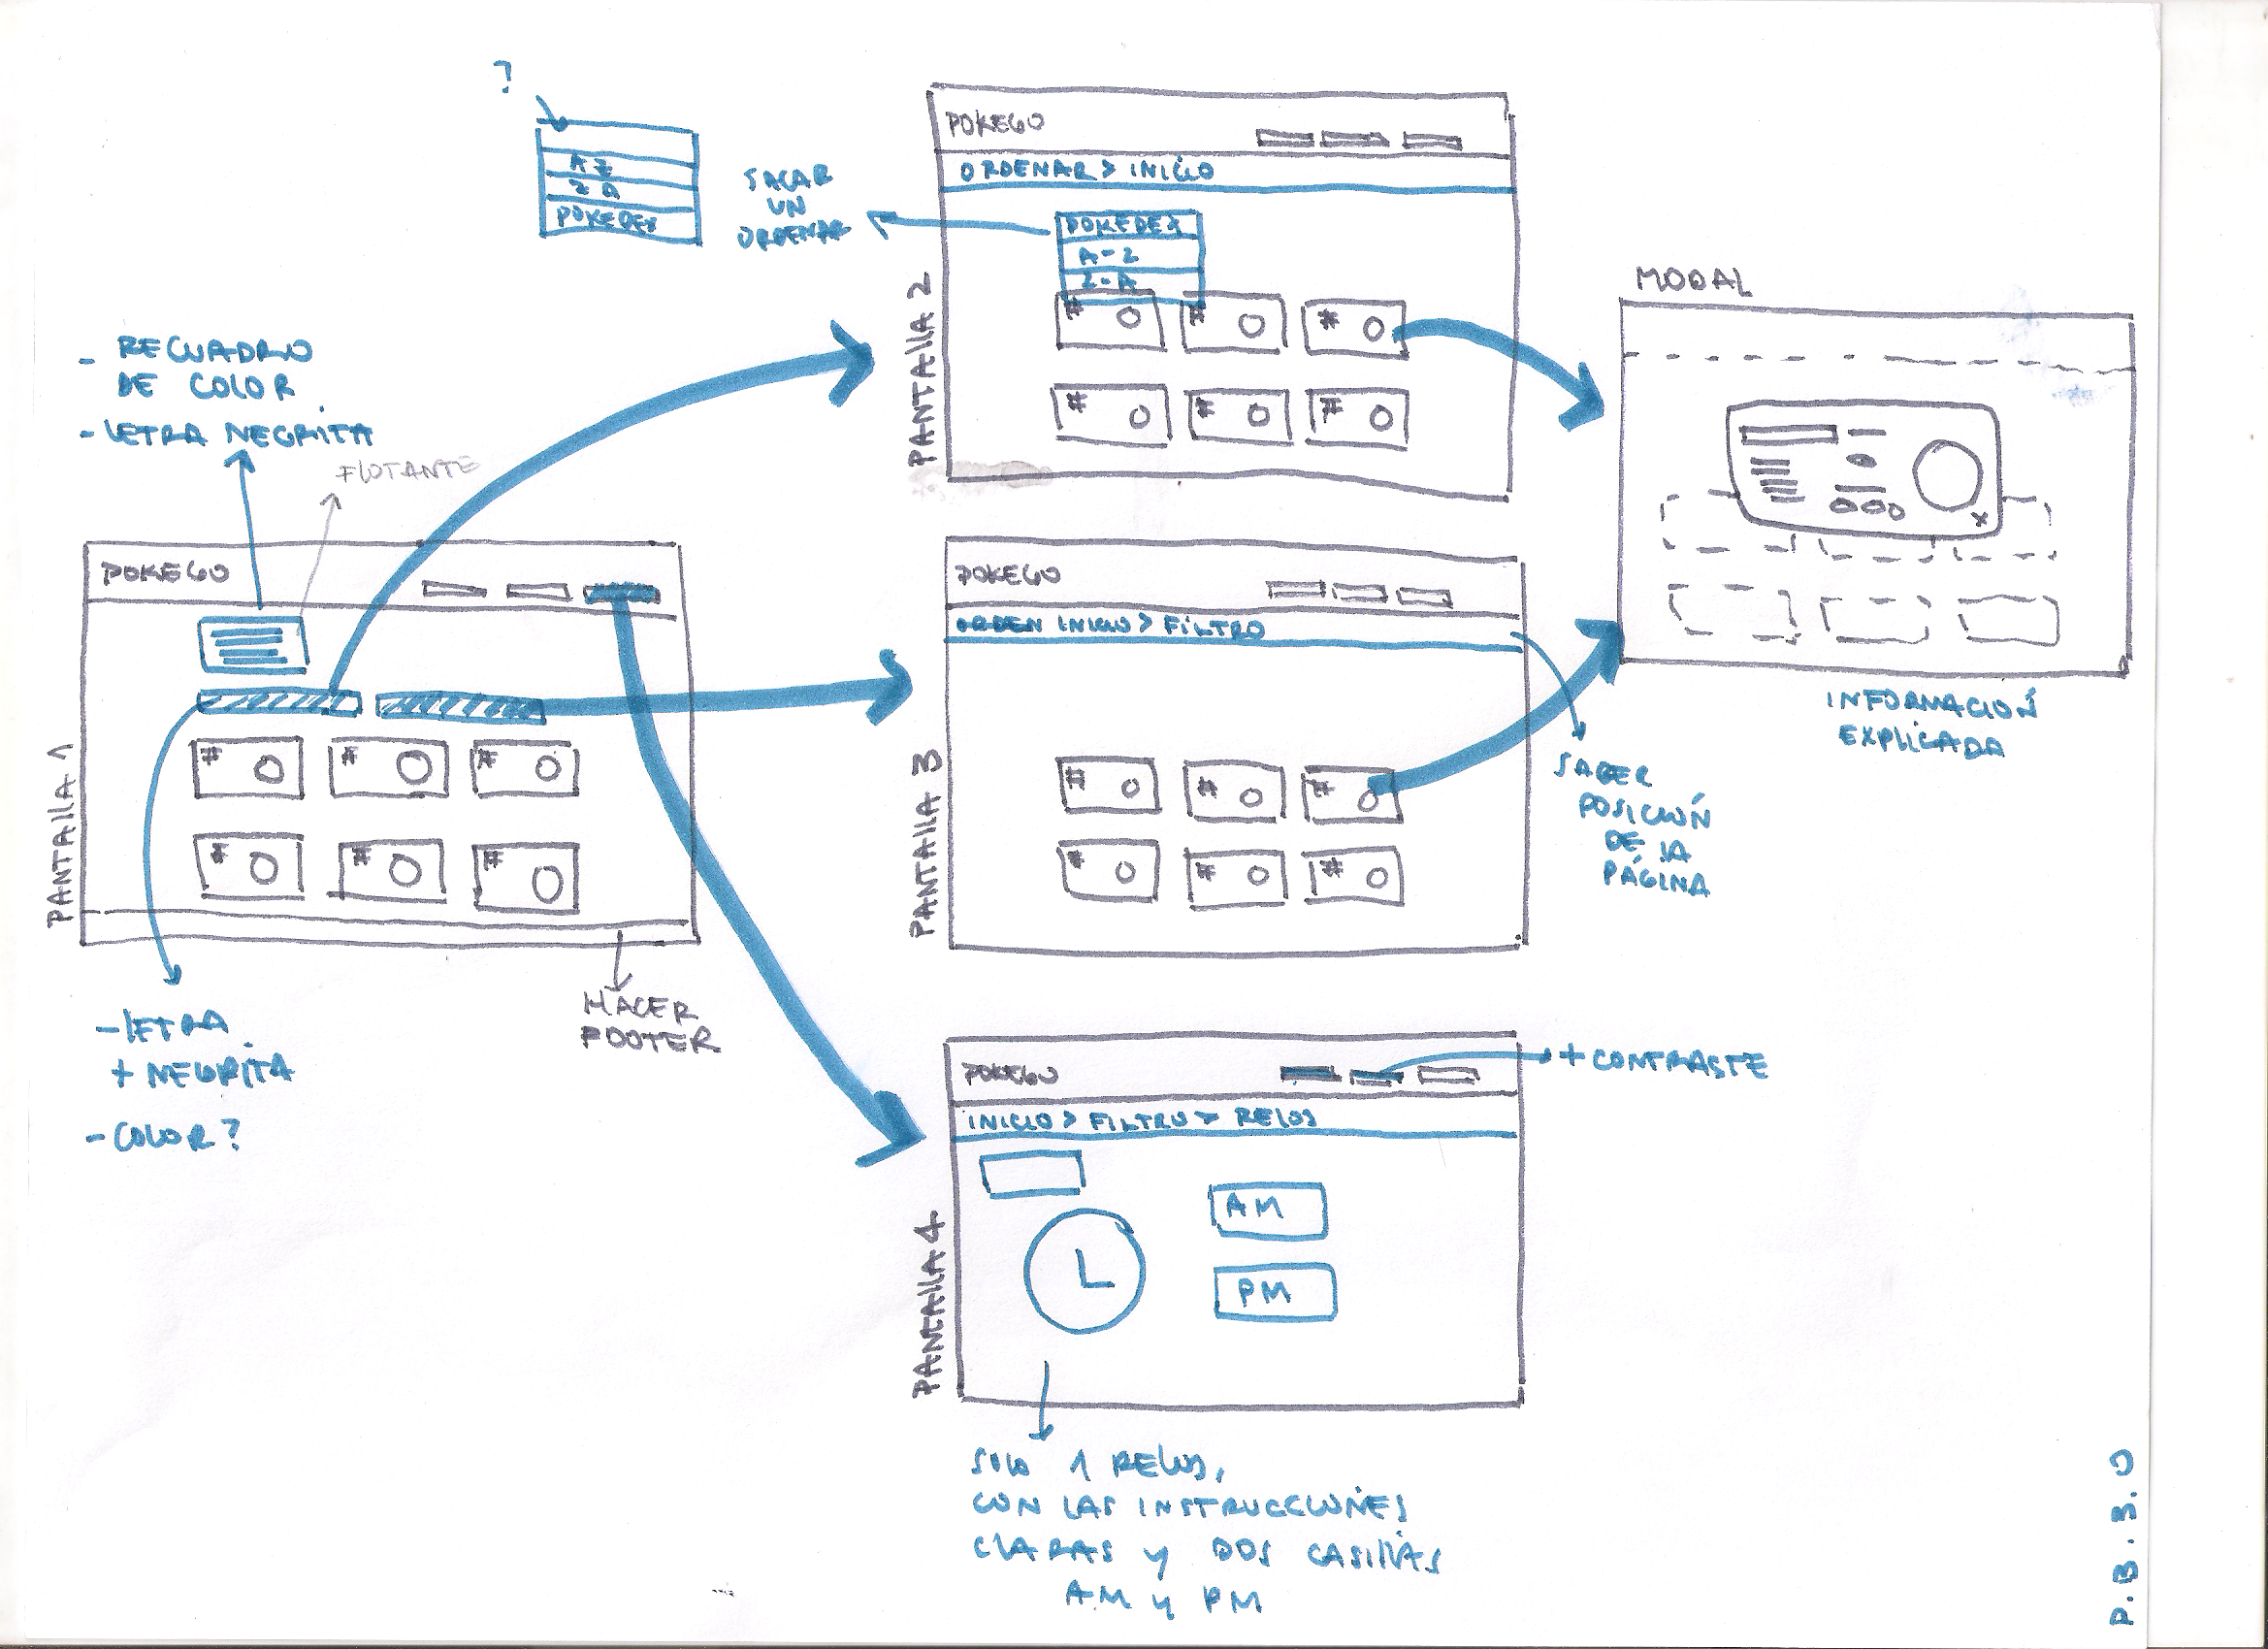 ?
A Z
Z A
POKEDEX
SACAR
UN
ORDENAR
POKEGO
ORDENAR > INICIO
POKEDEX
A-Z
Z-A
# # #
# # #
PANTALLA 2
MODAL
INFORMACIÓN
EXPLICADA
- RECUADRO
DE COLOR
- LETRA NEGRITA
FLOTANTE
POKEGO
# # #
# # #
PANTALLA 1
- LETRA
+ NEGRITA
- COLOR?
HACER
FOOTER
POKEGO
ORDEN INICIO > FILTRO
# # #
# # #
PANTALLA 3
SABER
POSICIÓN
DE LA
PÁGINA
POKEGO
INICIO > FILTRO > RELOJ
AM
PM
PANTALLA 4
+ CONTRASTE
SOLO 1 RELOJ,
CON LAS INSTRUCCIONES
CLARAS Y DOS CASILLAS
AM Y PM
P.B.3.0